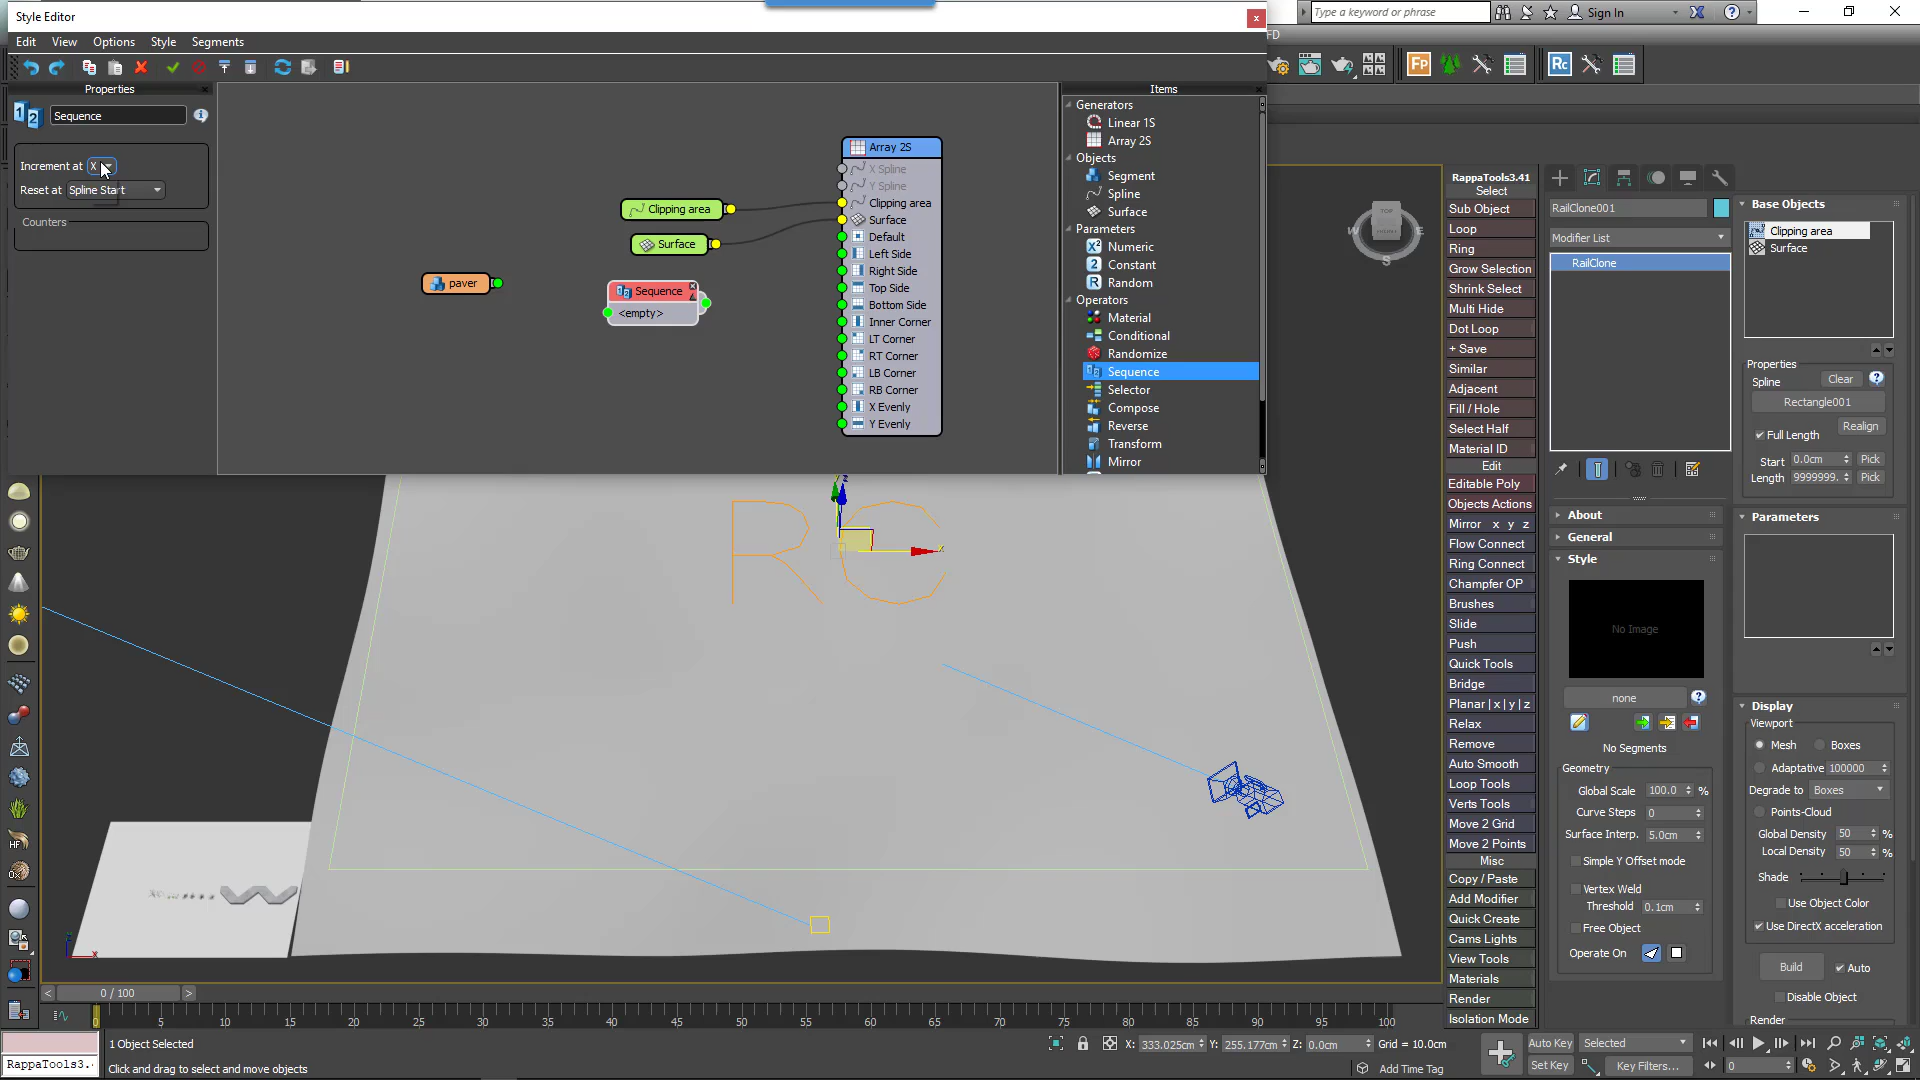 Style Editor
Edit View Options Style Segments
Properties
Sequence
Increment at X
Reset at Spline Start
Counters
Clipping area
Surface
paver
Sequence
<empty>
Array 2S
X Spline
Y Spline
Clipping area
Surface
Default
Left Side
Right Side
Top Side
Bottom Side
Inner Corner
LT Corner
RT Corner
LB Corner
RB Corner
X Evenly
Y Evenly
Items
Generators
Linear 1S
Array 2S
Objects
Segment
Spline
Surface
Parameters
Numeric
Constant
Random
Operators
Material
Conditional
Randomize
Sequence
Selector
Compose
Reverse
Transform
Mirror
Type a keyword or phrase
Sign In
FD
Fp
Rc
TOP
W
E
S
RappaTools3.41
Select
Sub Object
Loop
Ring
Grow Selection
Shrink Select
Multi Hide
Dot Loop
+ Save
Similar
Adjacent
Fill / Hole
Select Half
Material ID
Edit
Editable Poly
Objects Actions
Mirror x y z
Flow Connect
Ring Connect
Champfer OP
Brushes
Slide
Push
Quick Tools
Bridge
Planar | x | y | z
Relax
Remove
Auto Smooth
Loop Tools
Verts Tools
Move 2 Grid
Move 2 Points
Misc
Copy / Paste
Add Modifier
Quick Create
Cams Lights
View Tools
Materials
Render
Isolation Mode
RailClone001
Modifier List
RailClone
About
General
Style
No Image
none
No Segments
Geometry
Global Scale 100.0 %
Curve Steps 0
Surface Interp. 5.0cm
Simple Y Offset mode
Vertex Weld
Threshold 0.1cm
Free Object
Operate On
Base Objects
Clipping area
Surface
Properties
Spline Clear
Rectangle001
Full Length Realign
Start 0.0cm Pick
Length 9999999. Pick
Parameters
Display
Viewport
Mesh Boxes
Adaptative 100000
Degrade to Boxes
Points-Cloud
Global Density 50 %
Local Density 50 %
Shade
Use Object Color
Use DirectX acceleration
Build Auto
Disable Object
Render
RC
z
x
HF
x
< 0 / 100 >
0 5 10 15 20 25 30 35 40 45 50 55 60 65 70 75 80 85 90 95 100
1 Object Selected
Click and drag to select and move objects
RappaTools3.
X: 333.025cm Y: 255.177cm Z: 0.0cm Grid = 10.0cm
Add Time Tag
Auto Key Selected
Set Key Key Filters...
0